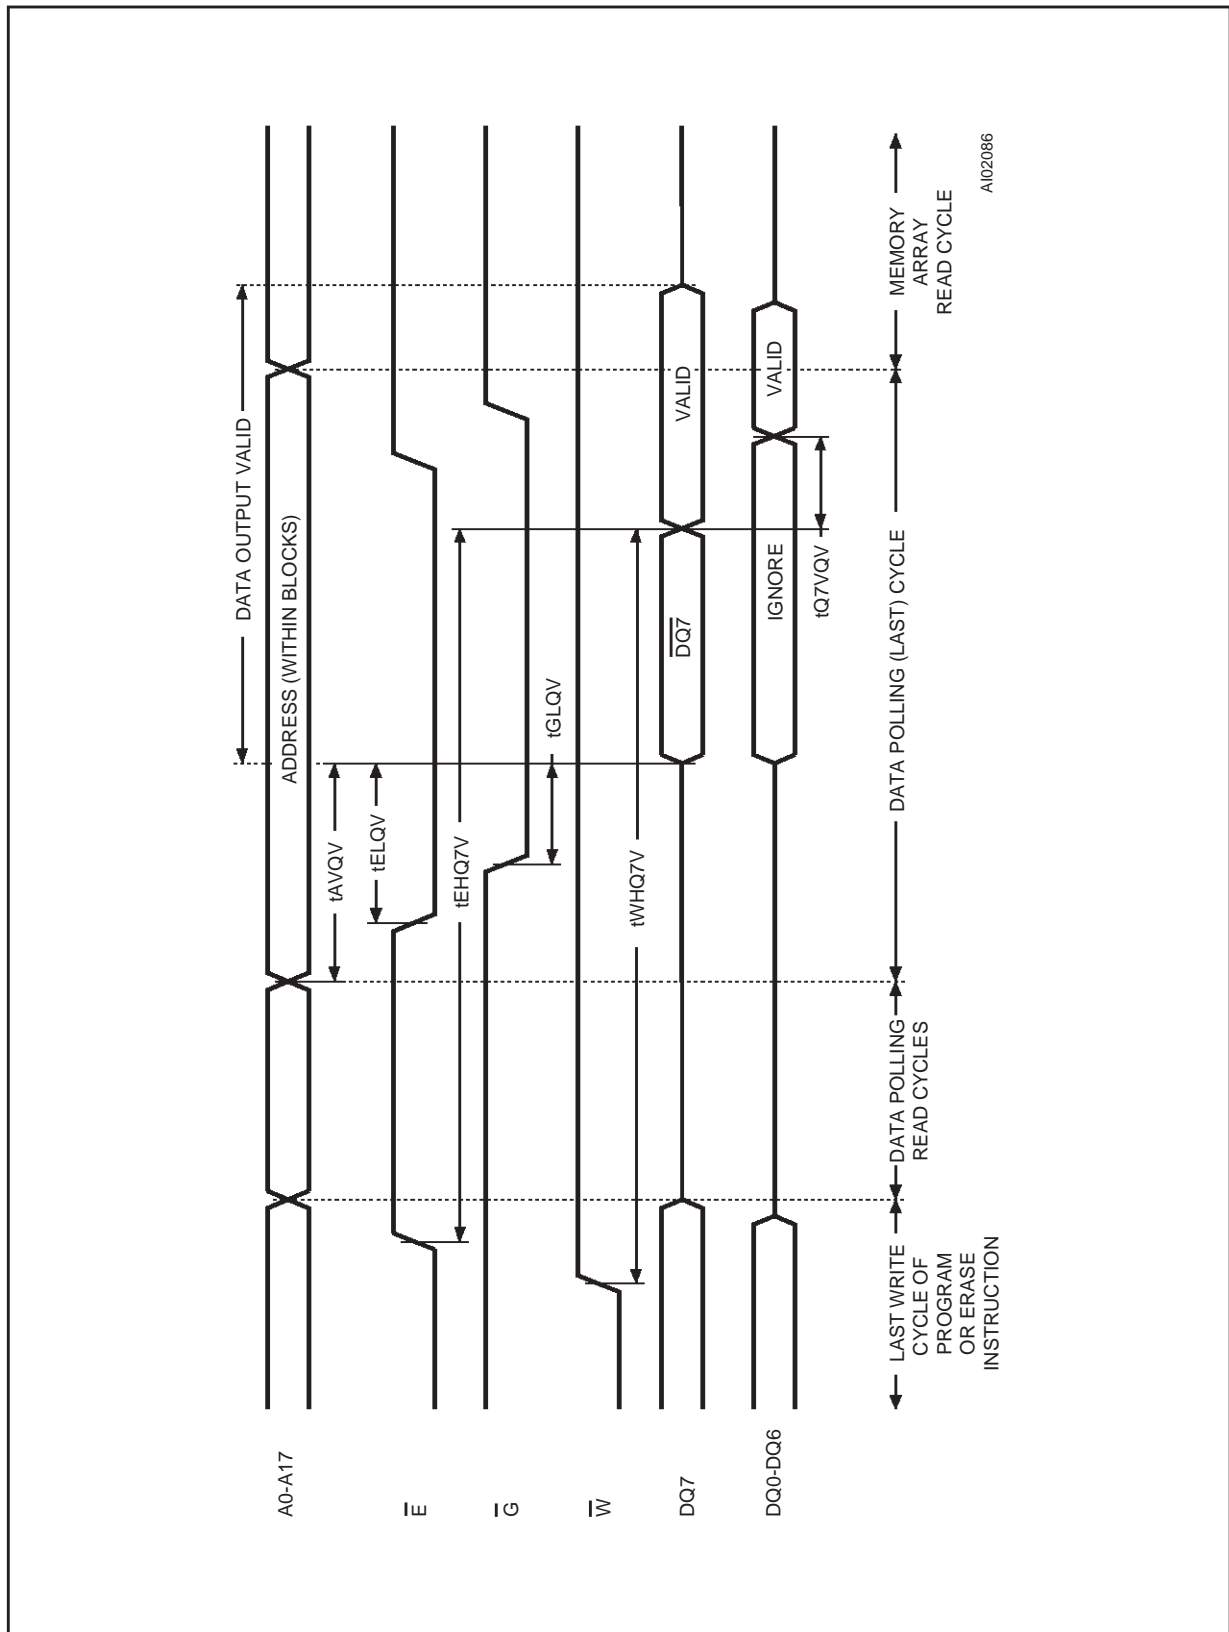 A0-A17
ADDRESS (WITHIN BLOCKS)
DATA OUTPUT VALID
tAVQV
tELQV
E
tEHQ7V
G
tGLQV
W
tWHQ7V
DQ7
DQ7
VALID
DQ0-DQ6
IGNORE
VALID
tQ7VQV
LAST WRITE
CYCLE OF
PROGRAM
OR ERASE
INSTRUCTION
DATA POLLING
READ CYCLES
DATA POLLING (LAST) CYCLE
MEMORY
ARRAY
READ CYCLE
AI02086